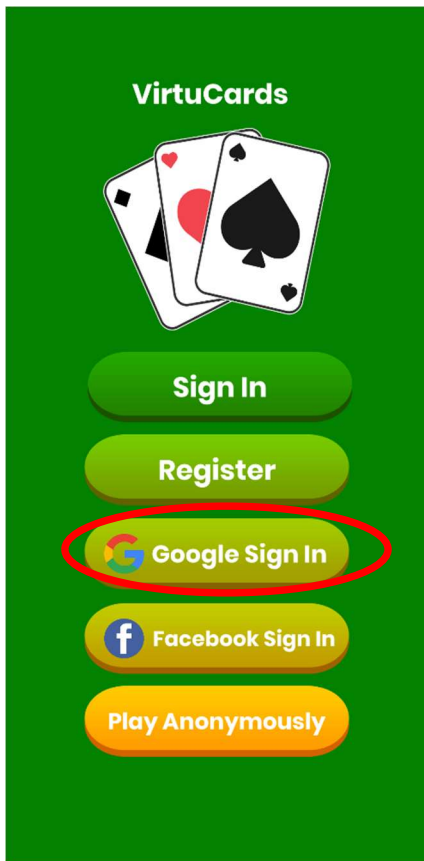 VirtuCards
Sign In
Register
Google Sign In
Facebook Sign In
Play Anonymously